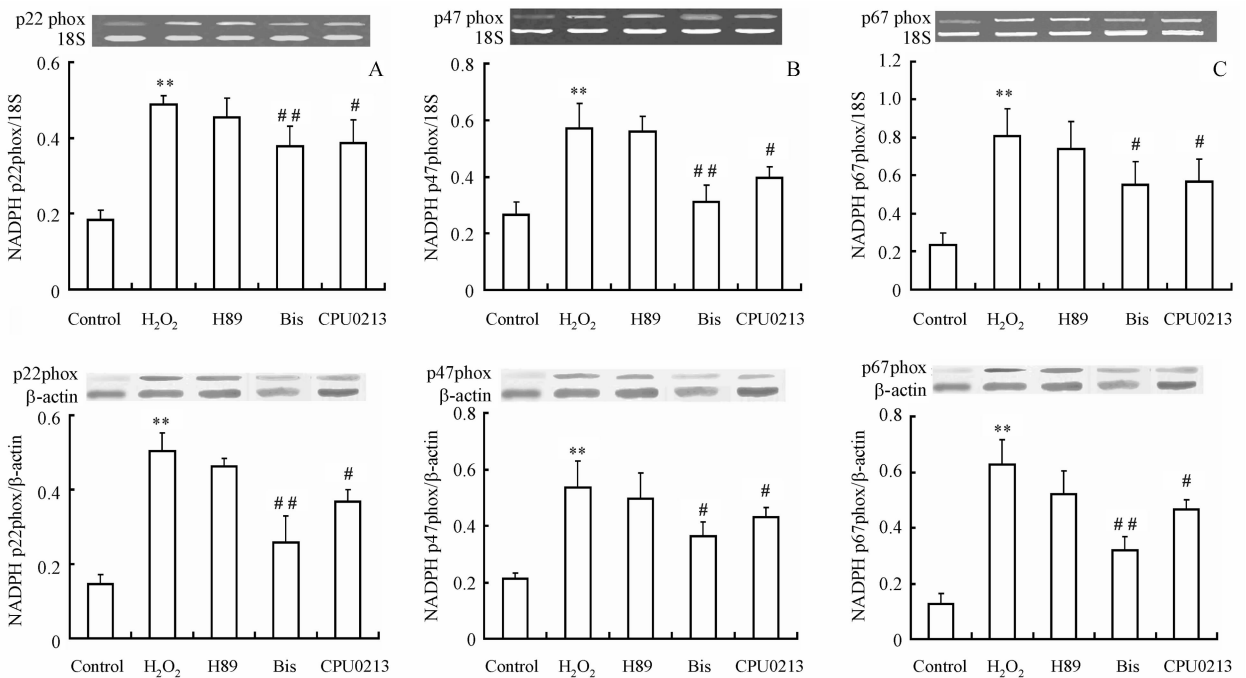 p22 phox
18S
A
0.6
0.4
0.2
0
NADPH p22phox/18S
**
# #
#
Control H₂O₂ H89 Bis CPU0213
p47 phox
18S
B
0.8
0.6
0.4
0.2
0
NADPH p47phox/18S
**
# #
#
Control H₂O₂ H89 Bis CPU0213
p67 phox
18S
C
1.2
1.0
0.8
0.6
0.4
0.2
0
NADPH p67phox/18S
**
#
#
Control H₂O₂ H89 Bis CPU0213
p22phox
β-actin
0.6
0.4
0.2
0
NADPH p22phox/β-actin
**
# #
#
Control H₂O₂ H89 Bis CPU0213
p47phox
β-actin
0.8
0.6
0.4
0.2
0
NADPH p47phox/β-actin
**
#
#
Control H₂O₂ H89 Bis CPU0213
p67phox
β-actin
0.8
0.6
0.4
0.2
0
NADPH p67phox/β-actin
**
# #
#
Control H₂O₂ H89 Bis CPU0213